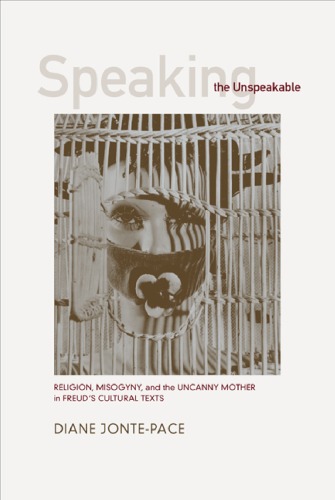 Speaking
the Unspeakable
RELIGION, MISOGYNY, and the UNCANNY MOTHER
in FREUD'S CULTURAL TEXTS
DIANE JONTE-PACE